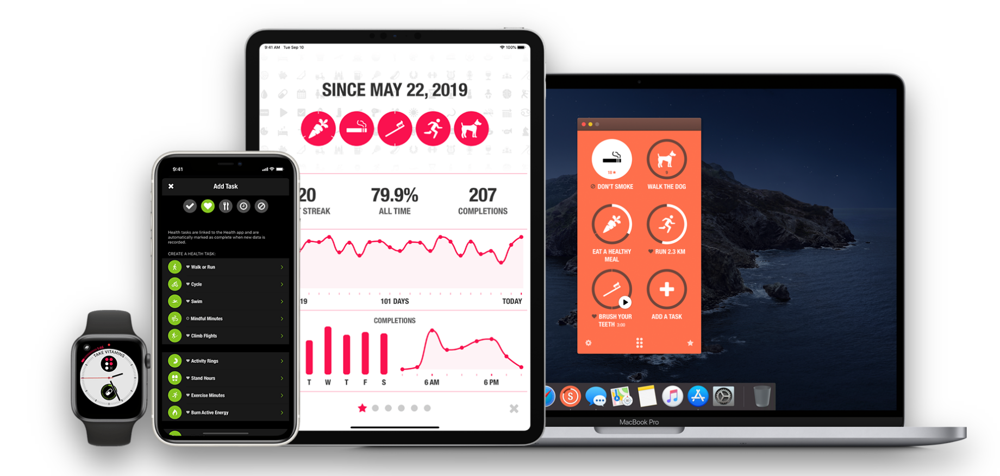 1:46
TAKE VITAMINS
9:41
Add Task
Health tasks are linked to the Health app and are
automatically marked as complete when new data is
recorded.
CREATE A HEALTH TASK:
Walk or Run
Cycle
Swim
Mindful Minutes
Climb Flights
Activity Rings
Stand Hours
Exercise Minutes
Burn Active Energy
9:41 AM Tue Sep 10
100%
SINCE MAY 22, 2019
20
STREAK
79.9%
ALL TIME
207
COMPLETIONS
19
101 DAYS
TODAY
COMPLETIONS
T W T F S
6 AM 6 PM
18
DON'T SMOKE
9
WALK THE DOG
EAT A HEALTHY
MEAL
RUN 2.3 KM
BRUSH YOUR
TEETH 3:00
ADD A TASK
S
MacBook Pro